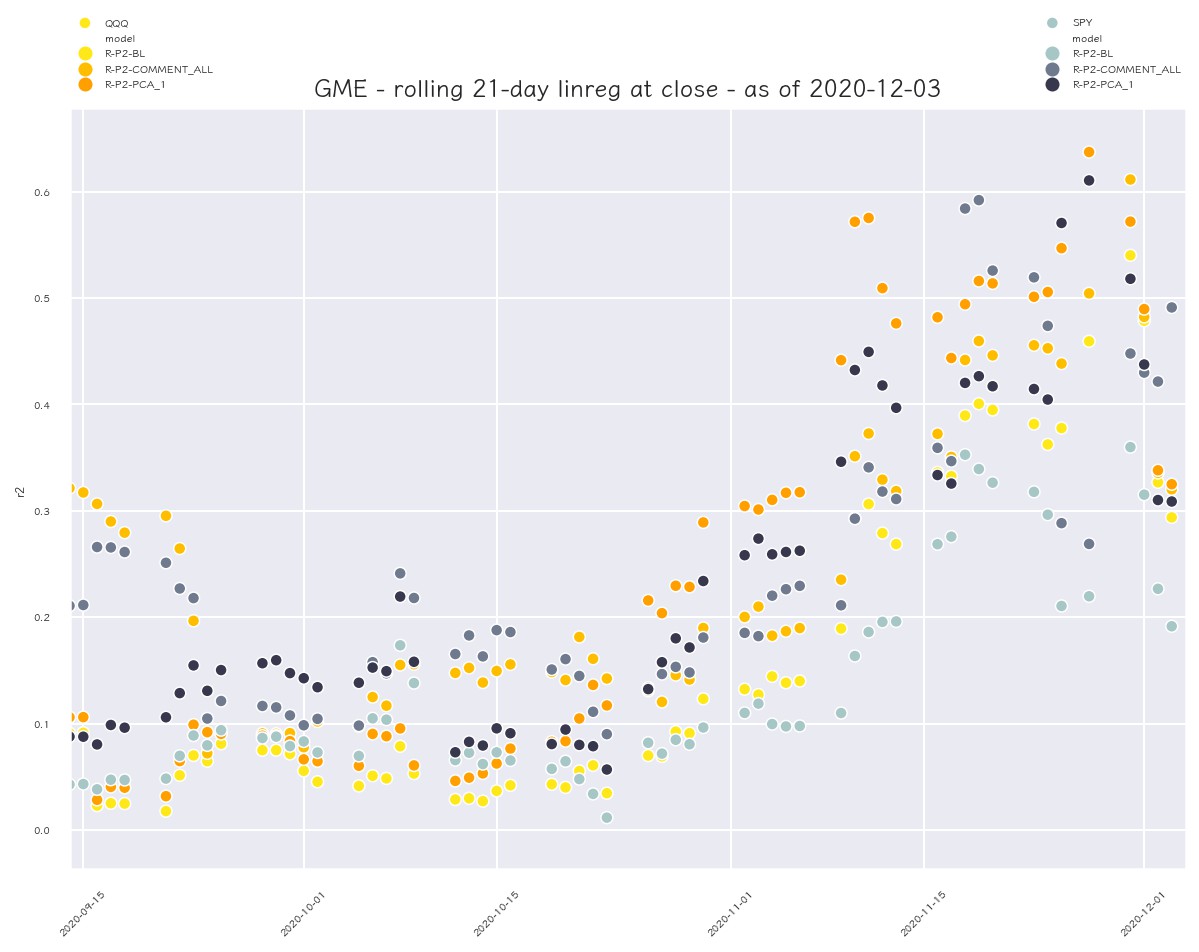 QQQ
model
R-P2-BL
R-P2-COMMENT_ALL
R-P2-PCA_1
SPY
model
R-P2-BL
R-P2-COMMENT_ALL
R-P2-PCA_1
GME - rolling 21-day linreg at close - as of 2020-12-03
r2
0.6
0.5
0.4
0.3
0.2
0.1
0.0
2020-09-15
2020-10-01
2020-10-15
2020-11-01
2020-11-15
2020-12-01